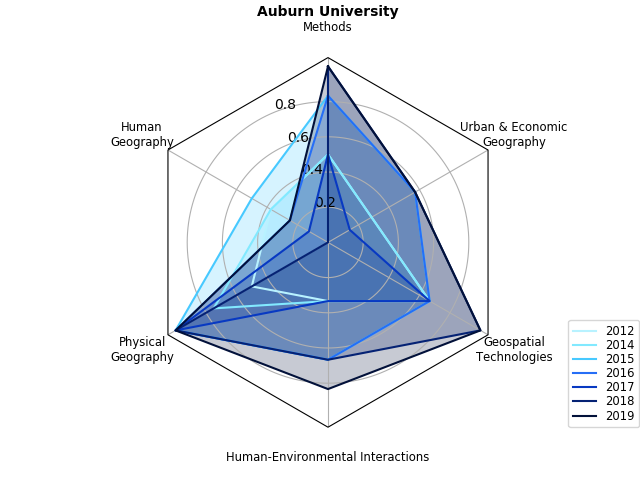 Auburn University
Methods
Human
Geography
Urban & Economic
Geography
0.8
0.6
0.4
0.2
Physical
Geography
Geospatial
Technologies
Human-Environmental Interactions
2012
2014
2015
2016
2017
2018
2019